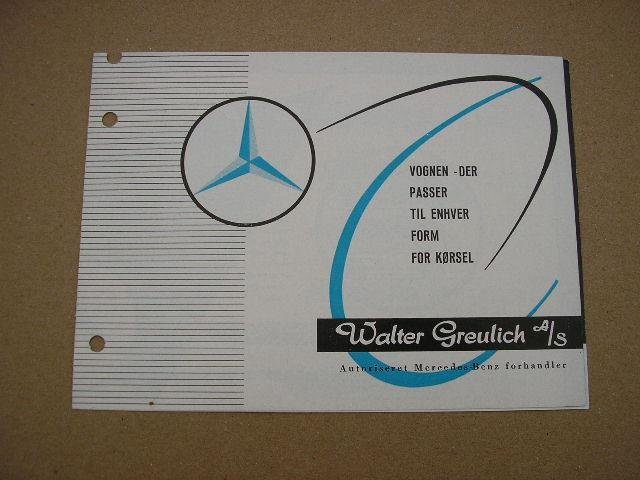 VOGNEN - DER
PASSER
TIL ENHVER
FORM
FOR KØRSEL
Walter Greulich A/S
Autoriseret Mercedes-Benz forhandler